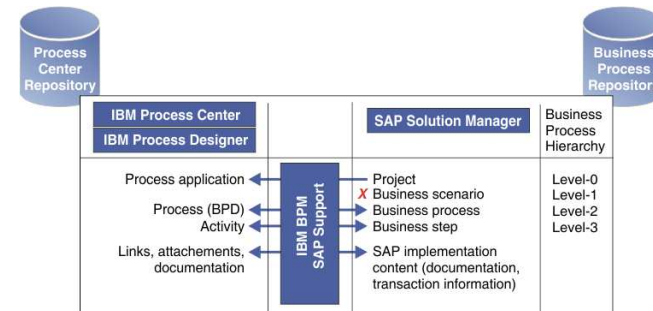 Process
Center
Repository
Business
Process
Repository
IBM Process Center
IBM Process Designer
SAP Solution Manager
Business
Process
Hierarchy
IBM BPM
SAP Support
Process application
Project
Level-0
X Business scenario
Level-1
Process (BPD)
Business process
Level-2
Activity
Business step
Level-3
Links, attachements,
documentation
SAP implementation
content (documentation,
transaction information)